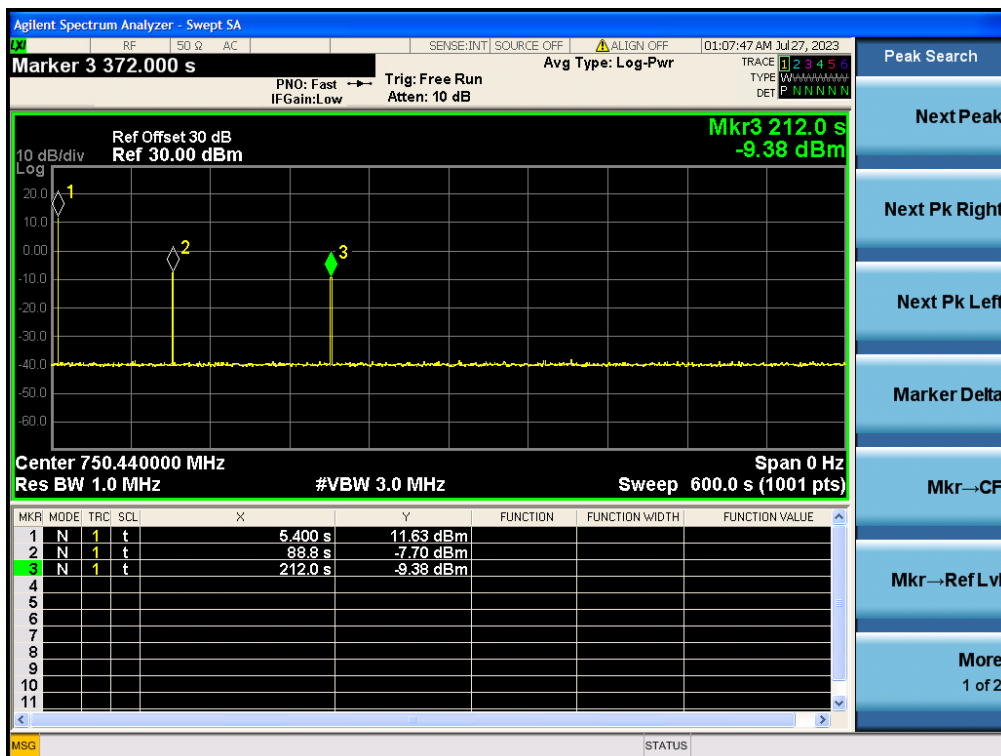 Agilent Spectrum Analyzer - Swept SA
LXI RF 50 Ω AC SENSE:INT SOURCE OFF ALIGN OFF 01:07:47 AM Jul 27, 2023
Marker 3 372.000 s
PNO: Fast
IFGain:Low
Trig: Free Run
Atten: 10 dB
Avg Type: Log-Pwr
TRACE 1 2 3 4 5 6
TYPE W
DET P N N N N N
Ref Offset 30 dB
Ref 30.00 dBm
10 dB/div
Log
Mkr3 212.0 s
-9.38 dBm
20.0
10.0
0.00
-10.0
-20.0
-30.0
-40.0
-50.0
-60.0
1
2
3
Center 750.440000 MHz Span 0 Hz
Res BW 1.0 MHz #VBW 3.0 MHz Sweep 600.0 s (1001 pts)
MKR MODE TRC SCL X Y FUNCTION FUNCTION WIDTH FUNCTION VALUE
1 N 1 t 5.400 s 11.63 dBm
2 N 1 t 88.8 s -7.70 dBm
3 N 1 t 212.0 s -9.38 dBm
4
5
6
7
8
9
10
11
MSG STATUS
Peak Search
Next Peak
Next Pk Right
Next Pk Left
Marker Delta
Mkr→CF
Mkr→Ref Lvl
More
1 of 2